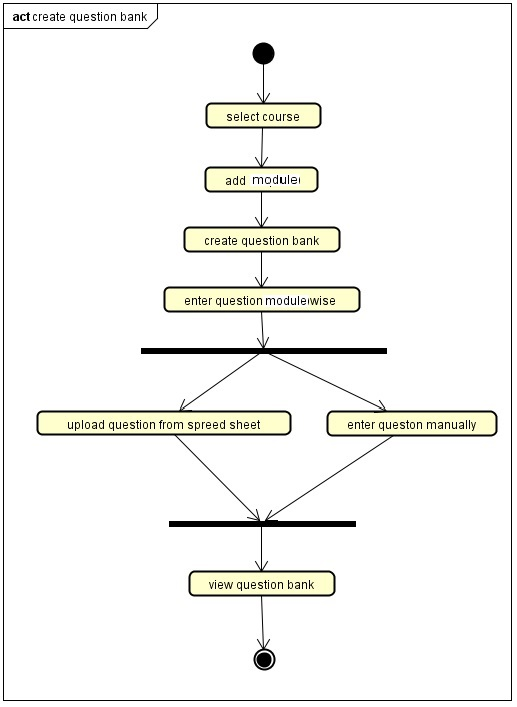 act create question bank
select course
add module
create question bank
enter question modulewise
upload question from spreed sheet
enter queston manually
view question bank